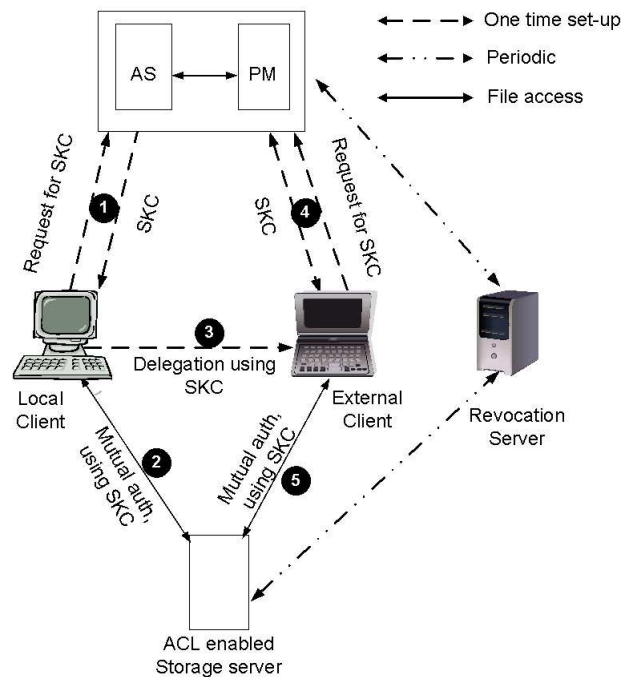 One time set-up
AS
PM
Periodic
File access
Request for SKC
1
SKC
SKC
4
Request for SKC
3
Delegation using
SKC
Local
Client
External
Client
Revocation
Server
Mutual auth,
using SKC
2
Mutual auth,
using SKC
5
ACL enabled
Storage server